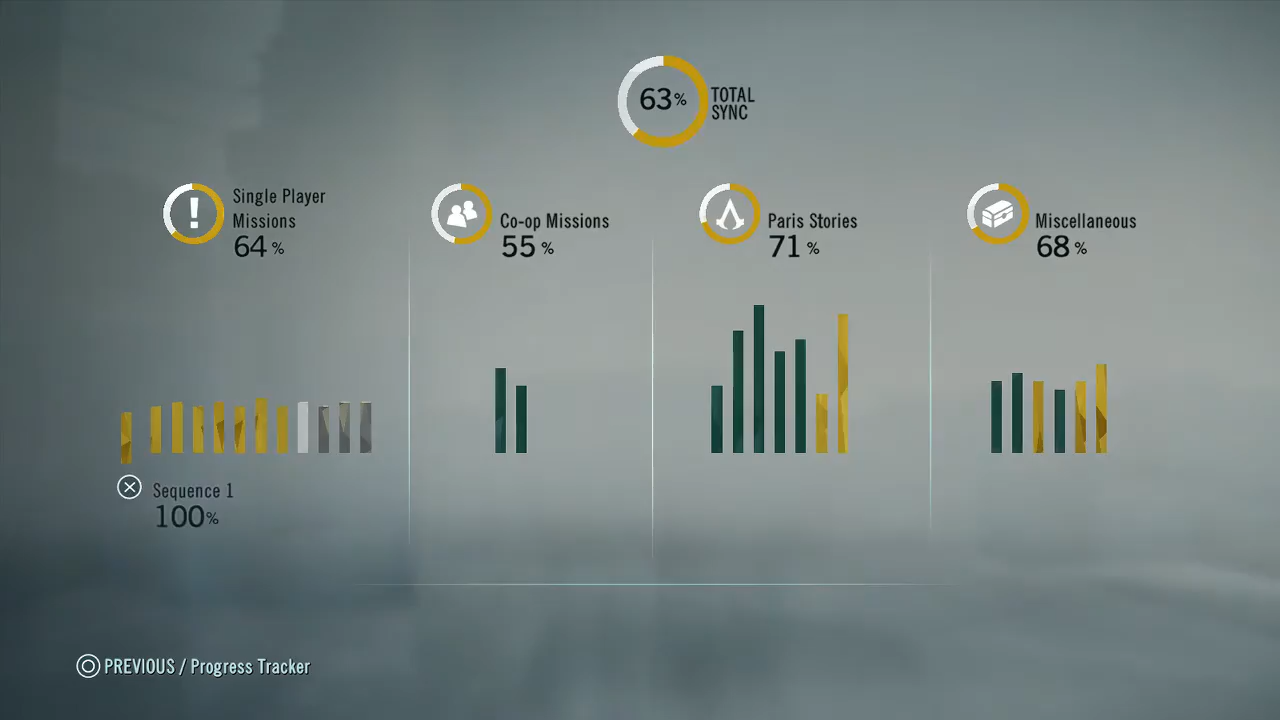 63%
TOTAL
SYNC
Single Player
Missions
64 %
Co-op Missions
55 %
Paris Stories
71 %
Miscellaneous
68 %
Sequence 1
100%
PREVIOUS / Progress Tracker